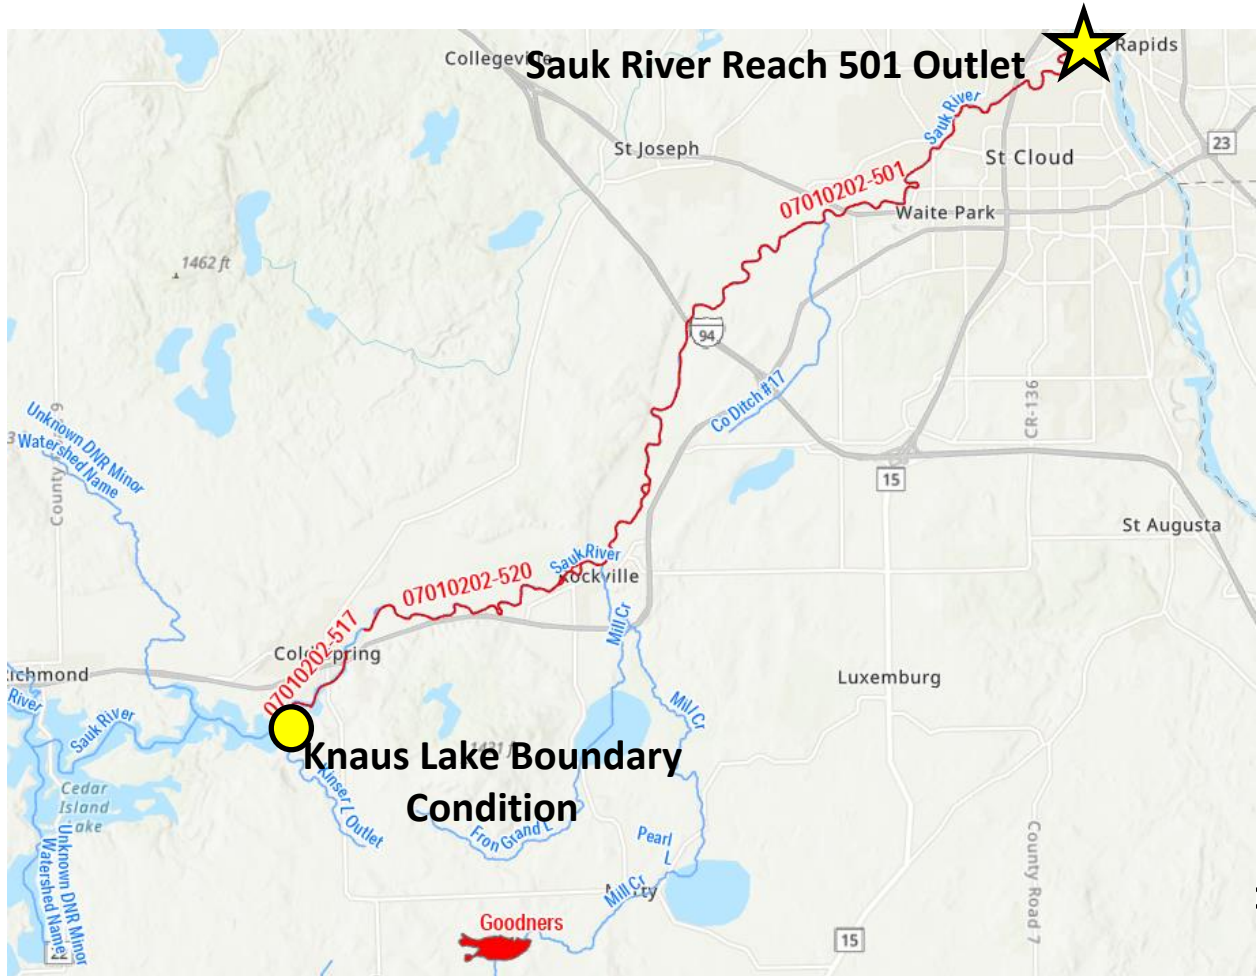 Collegeville
Sauk River Reach 501 Outlet
Rapids
Sauk River
23
St Joseph
St Cloud
07010202-501
Waite Park
1462 ft
94
Co Ditch #17
CR-136
Unknown DNR Minor
Watershed Name
County
9
15
St Augusta
Sauk River
Rockville
07010202-520
Mill Cr
07010202-517
Cold Spring
Richmond
River
Sauk River
Luxemburg
Mill Cr
Knaus Lake Boundary
Condition
1421 ft
Cedar
Island
Lake
Kinser L Outlet
Fron Grand L
Pearl
L
Unknown DNR Minor
Watershed Name
Mill Cr
County Road 7
Goodners
15